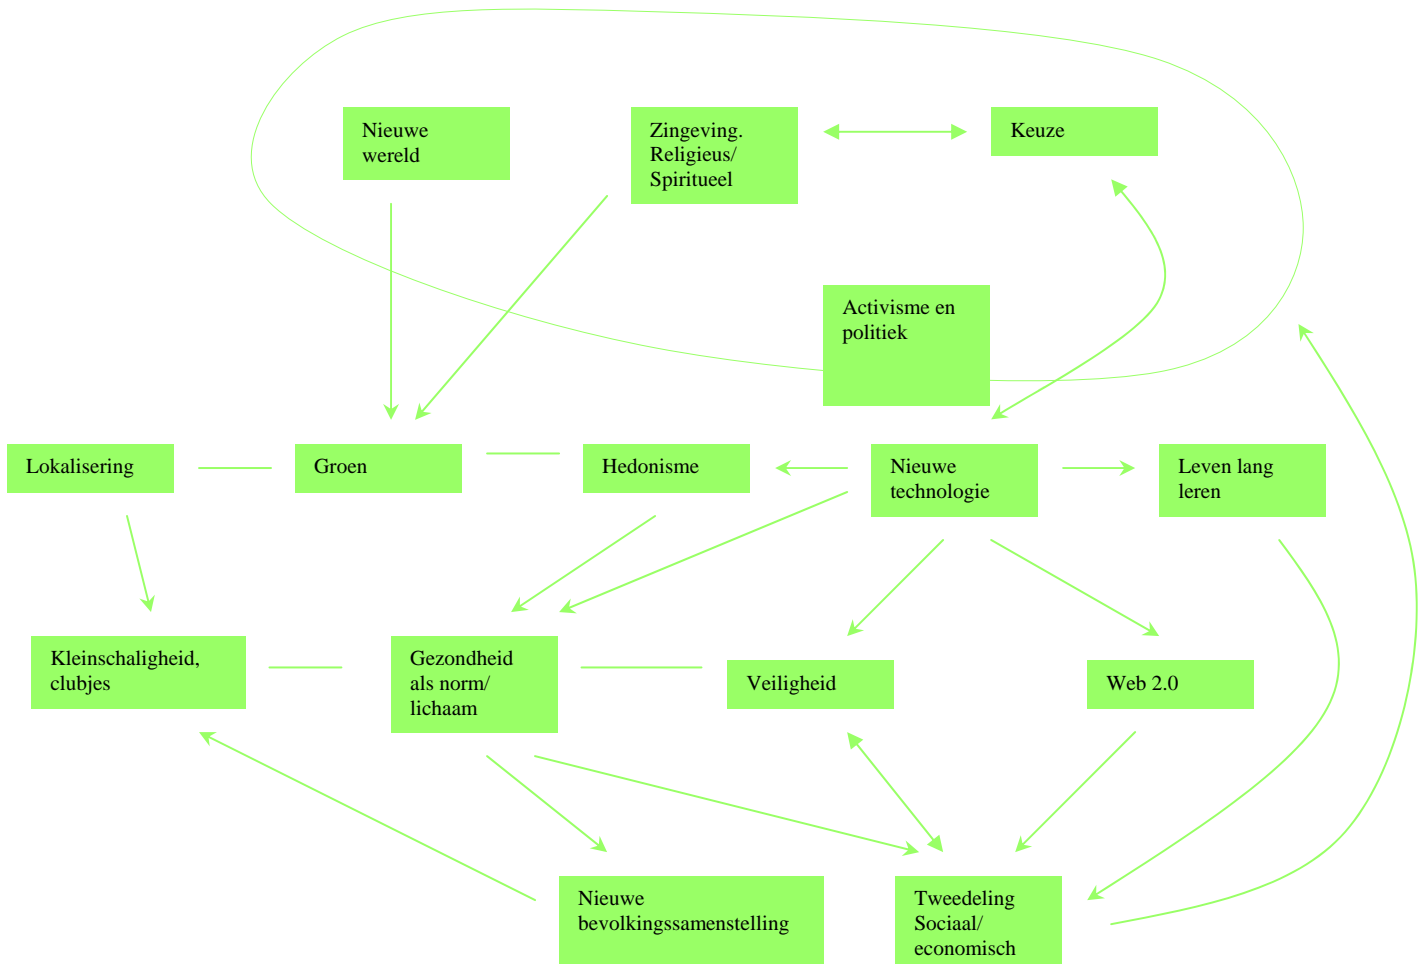 Nieuwe
wereld
Zingeving.
Religieus/
Spiritueel
Keuze
Activisme en
politiek
Lokalisering
Groen
Hedonisme
Nieuwe
technologie
Leven lang
leren
Kleinschaligheid,
clubjes
Gezondheid
als norm/
lichaam
Veiligheid
Web 2.0
Nieuwe
bevolkingssamenstelling
Tweedeling
Sociaal/
economisch